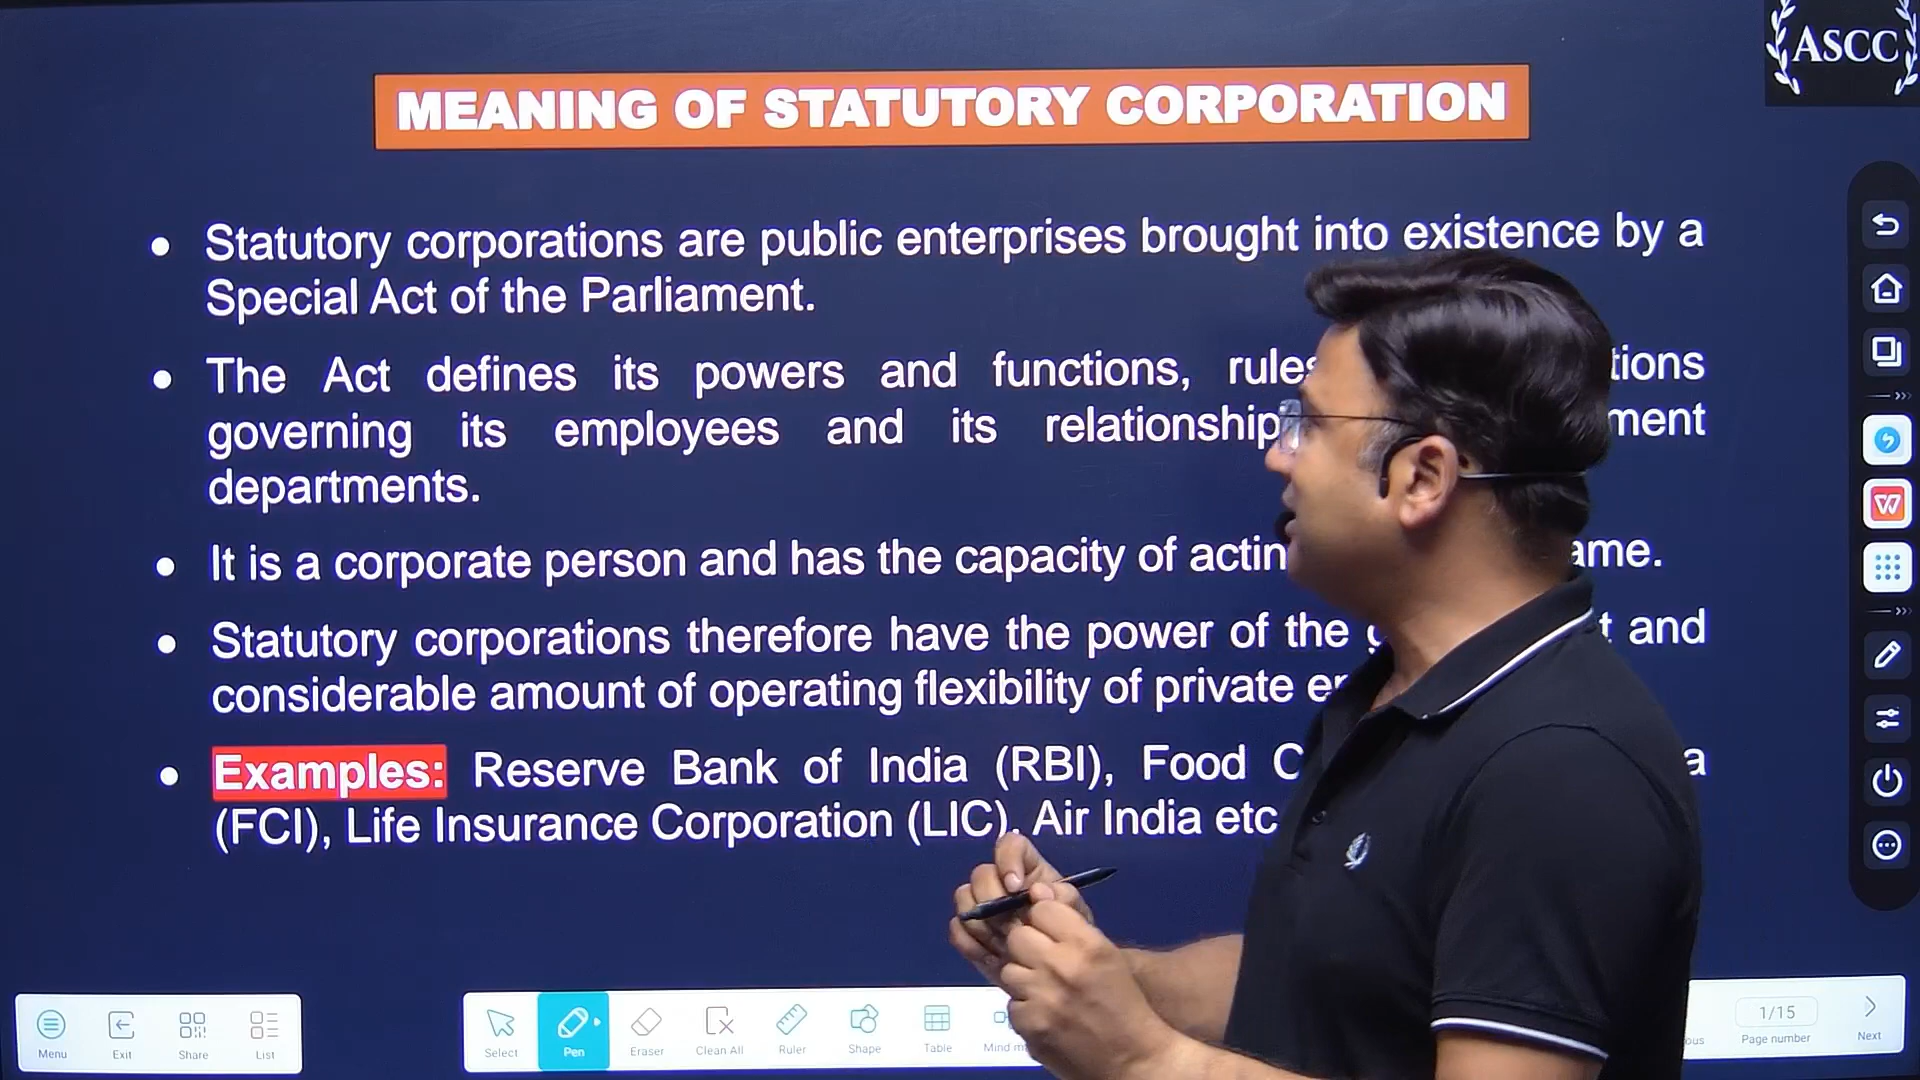 ASCC
MEANING OF STATUTORY CORPORATION
• Statutory corporations are public enterprises brought into existence by a
Special Act of the Parliament.
• The Act defines its powers and functions, rules tions
governing its employees and its relationship ment
departments.
• It is a corporate person and has the capacity of actin ame.
• Statutory corporations therefore have the power of the g t and
considerable amount of operating flexibility of private en
• Examples: Reserve Bank of India (RBI), Food C a
(FCI), Life Insurance Corporation (LIC), Air India etc
Menu Exit Share List Select Pen Eraser Clean All Ruler Shape Table Mind m ous 1/15 Page number Next